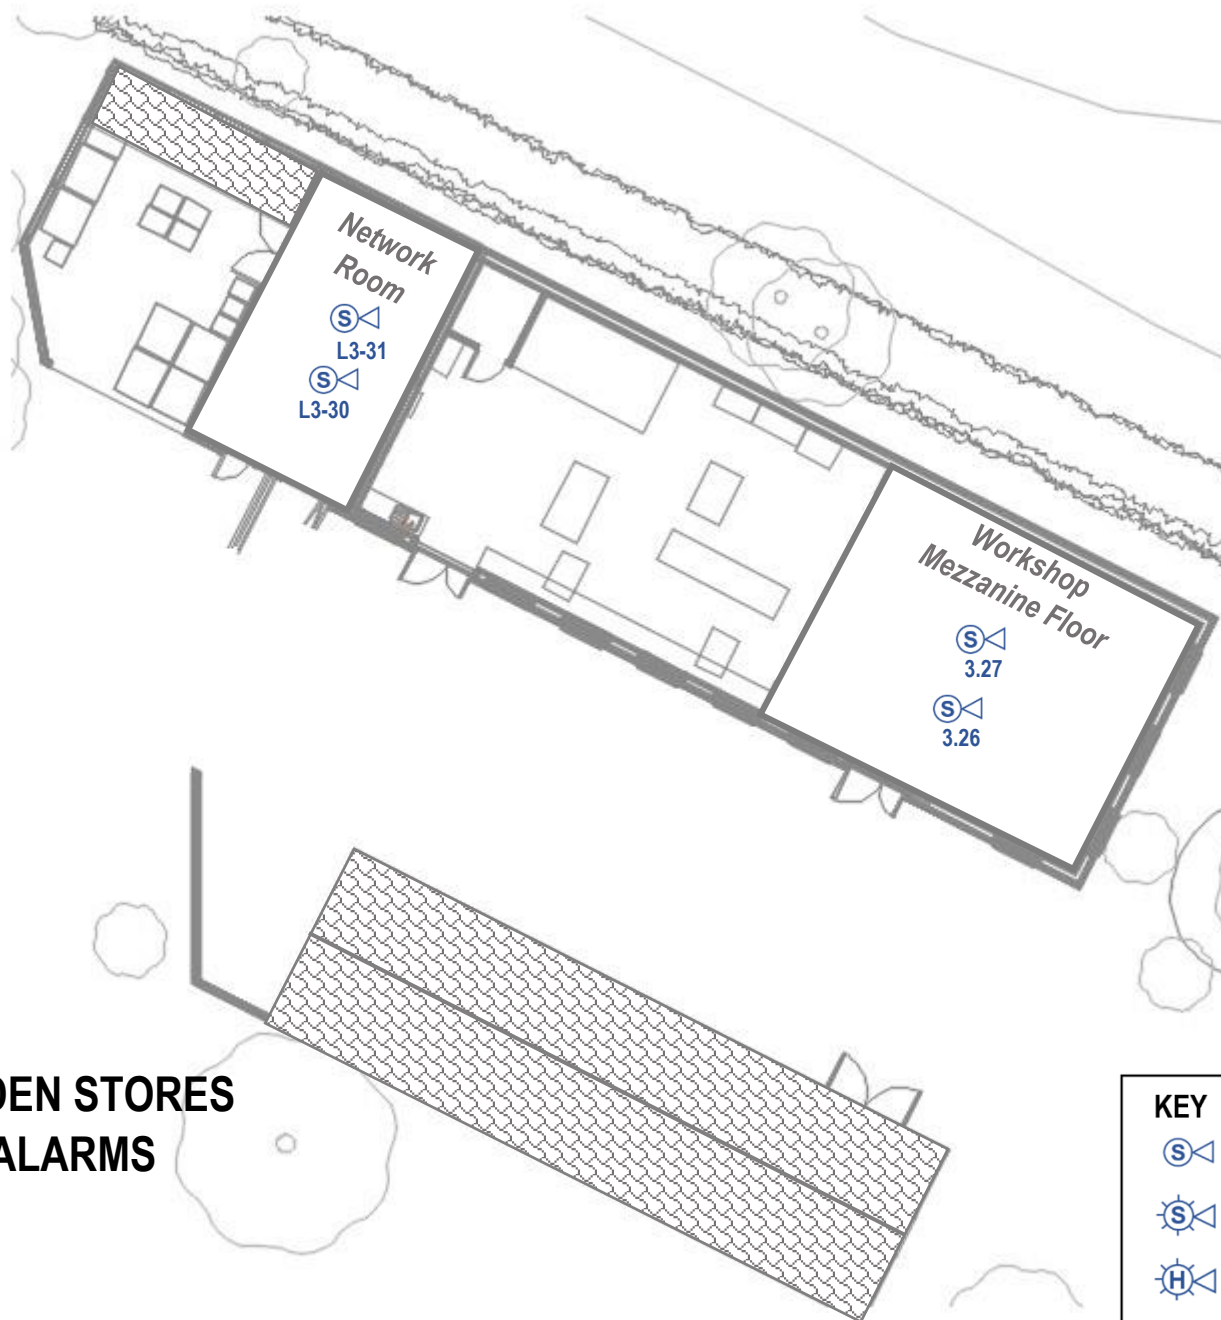 Network
Room
S
L3-31
S
L3-30
Workshop
Mezzanine Floor
S
3.27
S
3.26
DEN STORES
ALARMS
KEY
S
S
H